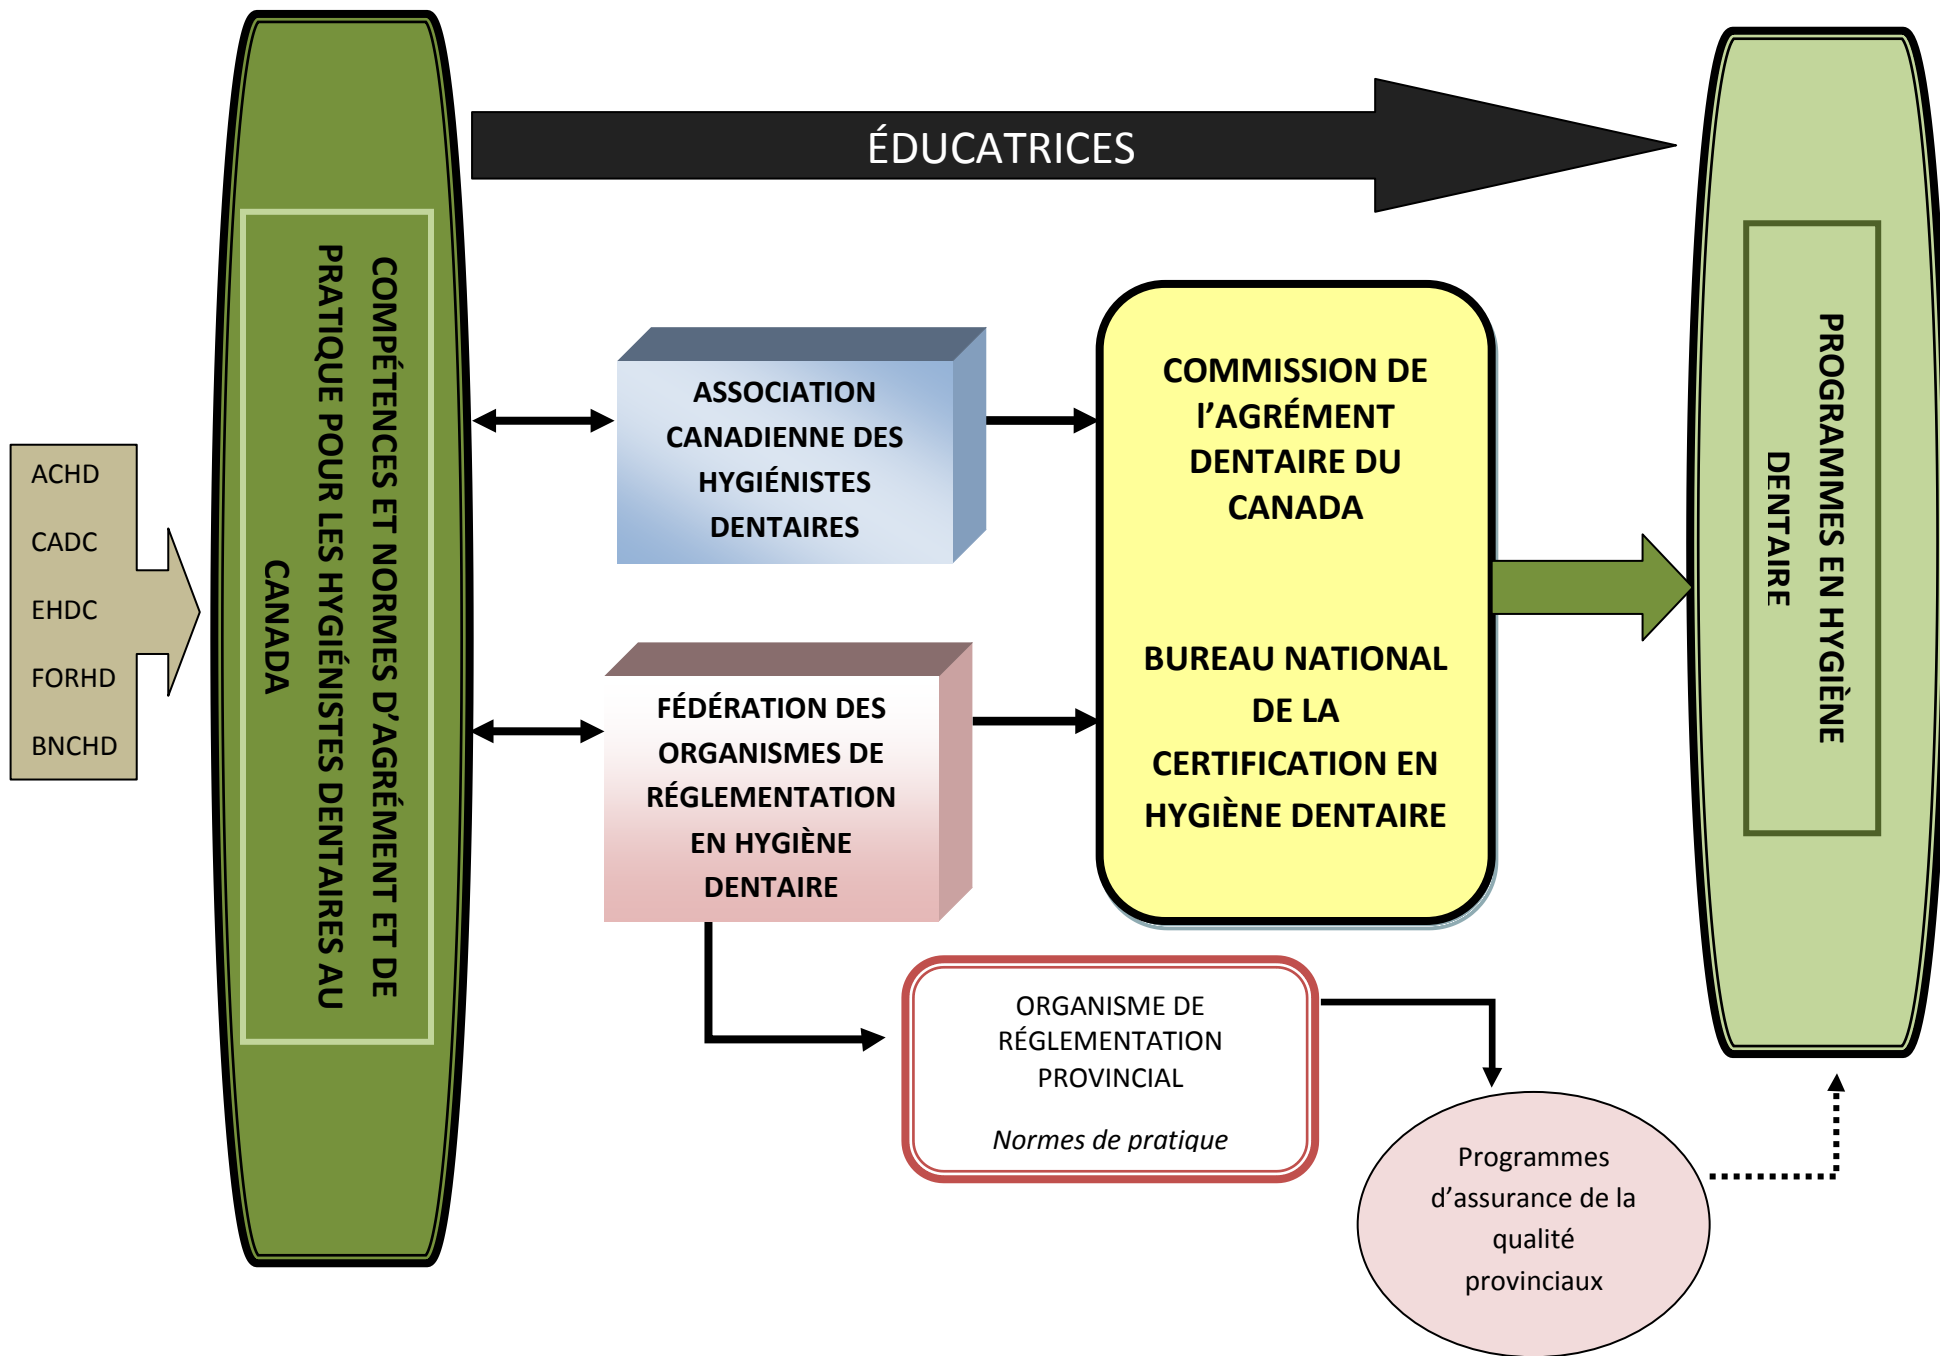 ÉDUCATRICES
ACHD
CADC
EHDC
FORHD
BNCHD
COMPÉTENCES ET NORMES D'AGRÉMENT ET DE
PRATIQUE POUR LES HYGIÉNISTES DENTAIRES AU
CANADA
ASSOCIATION
CANADIENNE DES
HYGIÉNISTES
DENTAIRES
FÉDÉRATION DES
ORGANISMES DE
RÉGLEMENTATION
EN HYGIÈNE
DENTAIRE
COMMISSION DE
l'AGRÉMENT
DENTAIRE DU
CANADA
BUREAU NATIONAL
DE LA
CERTIFICATION EN
HYGIÈNE DENTAIRE
ORGANISME DE
RÉGLEMENTATION
PROVINCIAL
Normes de pratique
Programmes
d'assurance de la
qualité
provinciaux
PROGRAMMES EN HYGIÈNE
DENTAIRE